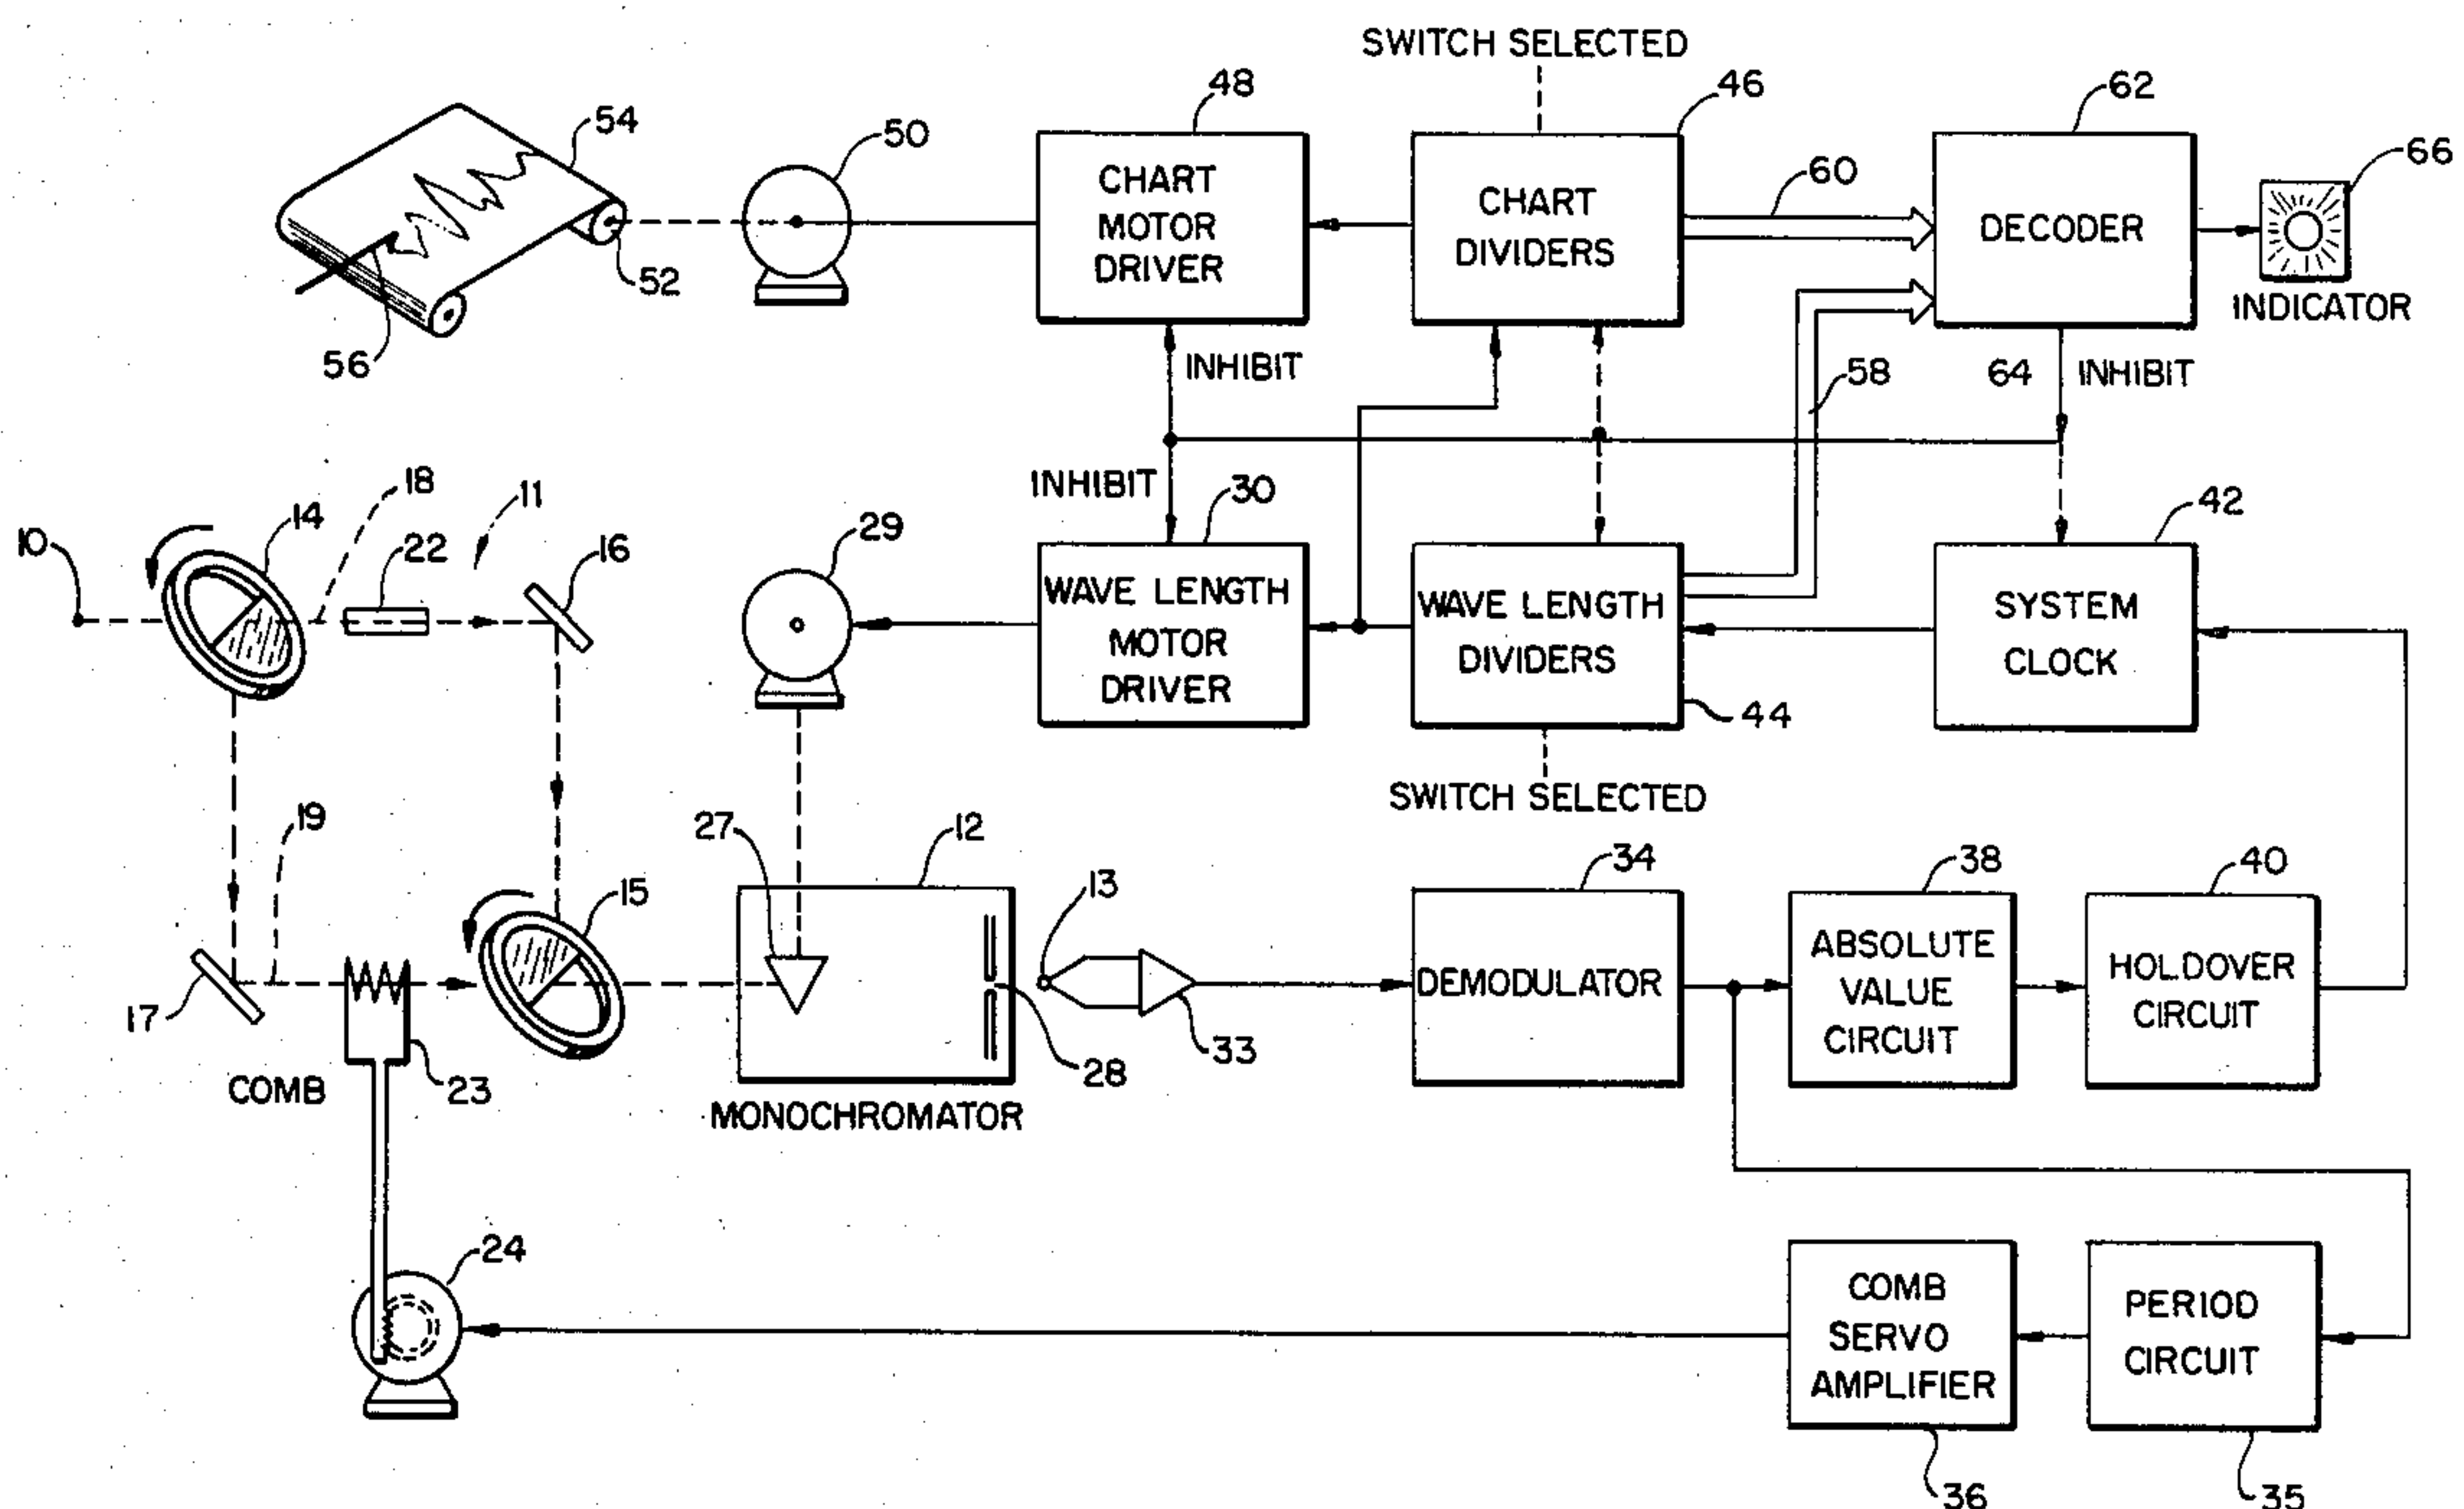 SWITCH SELECTED
48
46
62
54
50
66
CHART
MOTOR
DRIVER
CHART
DIVIDERS
60
DECODER
52
INDICATOR
56
INHIBIT
58
64
INHIBIT
18
11
INHIBIT
30
42
10
14
22
16
29
WAVE LENGTH
MOTOR
DRIVER
WAVE LENGTH
DIVIDERS
SYSTEM
CLOCK
44
SWITCH SELECTED
19
27
12
34
38
40
15
13
17
COMB
23
28
33
MONOCHROMATOR
DEMODULATOR
ABSOLUTE
VALUE
CIRCUIT
HOLDOVER
CIRCUIT
24
COMB
SERVO
AMPLIFIER
PERIOD
CIRCUIT
36
35